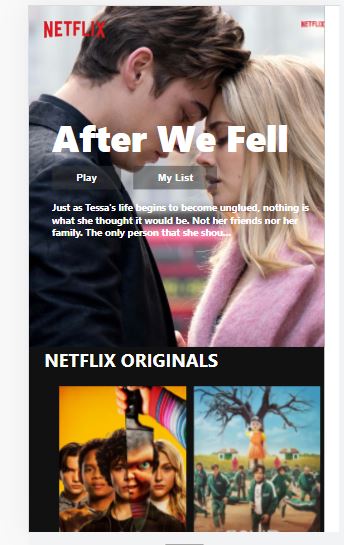 NETFLIX
NETFLIX
After We Fell
Play
My List
Just as Tessa's life begins to become unglued, nothing is
what she thought it would be. Not her friends nor her
family. The only person that she shou...
NETFLIX ORIGINALS